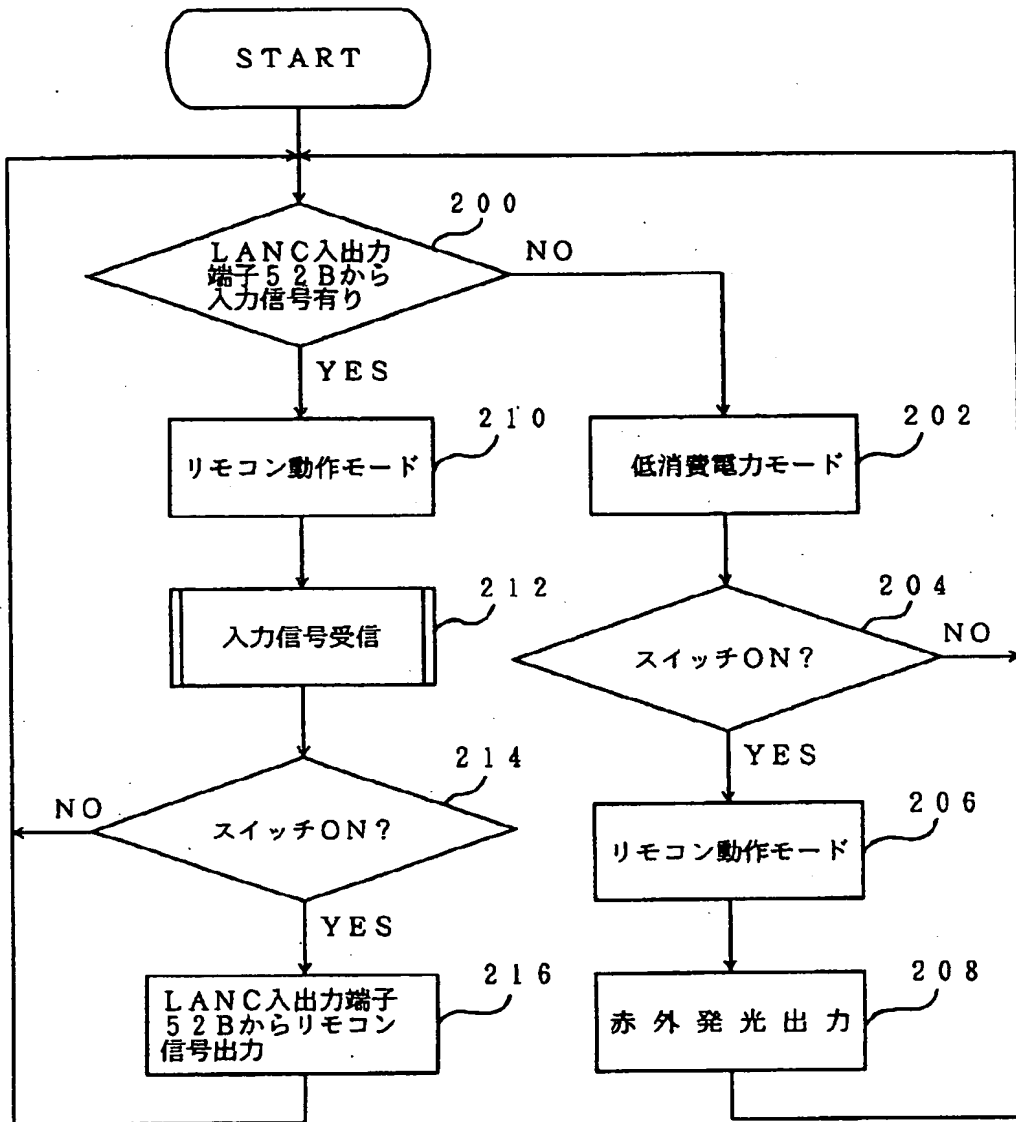 START
200
LANC入出力
端子52Bから
入力信号有り
NO
YES
210
リモコン動作モード
202
低消費電力モード
212
入力信号受信
204
スイッチON?
NO
YES
214
スイッチON?
NO
YES
206
リモコン動作モード
216
LANC入出力端子
52Bからリモコン
信号出力
208
赤外発光出力